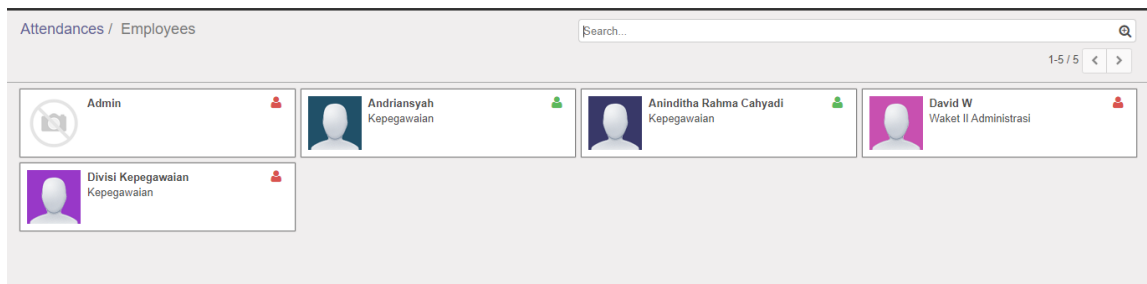 Attendances / Employees
Search...
1-5 / 5
Admin
Andriansyah
Kepegawaian
Aninditha Rahma Cahyadi
Kepegawaian
David W
Waket II Administrasi
Divisi Kepegawaian
Kepegawaian